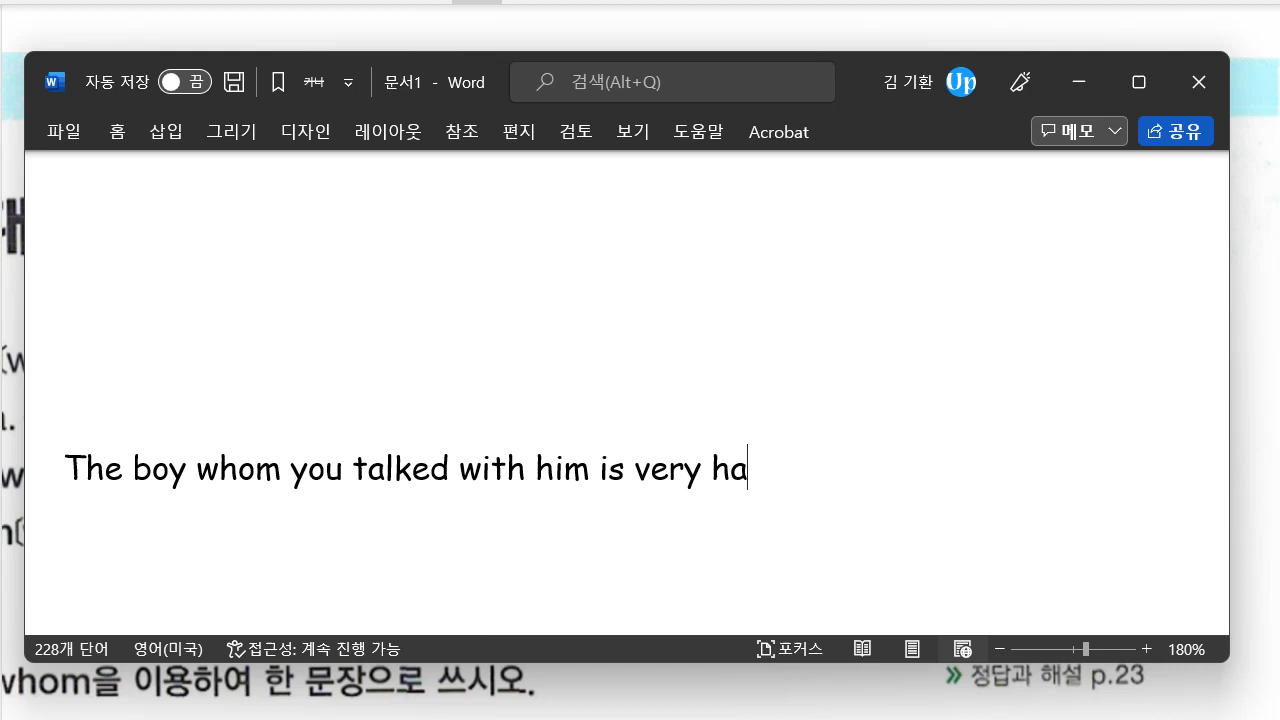 자동 저장 끔 가나 문서1 - Word 검색(Alt+Q) 김 기환 Up
파일 홈 삽입 그리기 디자인 레이아웃 참조 편지 검토 보기 도움말 Acrobat 메모 공유
The boy whom you talked with him is very ha
228개 단어 영어(미국) 접근성: 계속 진행 가능 포커스 180%
whom을 이용하여 한 문장으로 쓰시오. 정답과 해설 p.23